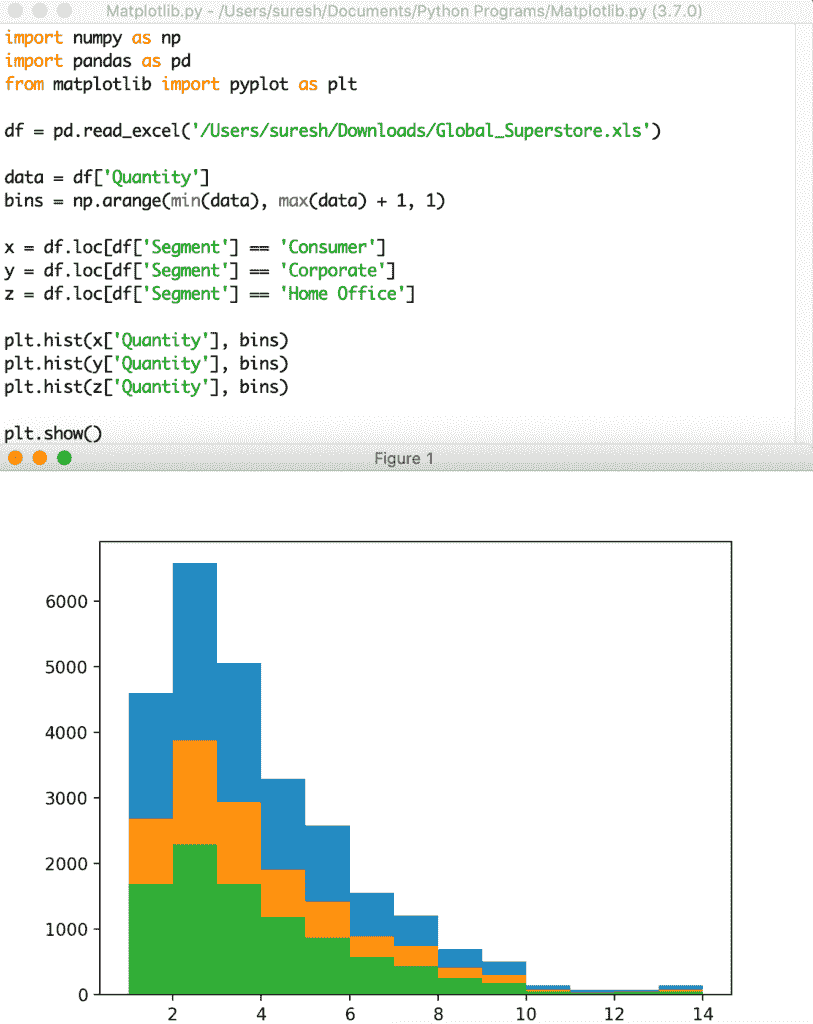 Matplotlib.py - /Users/suresh/Documents/Python Programs/Matplotlib.py (3.7.0)
import numpy as np
import pandas as pd
from matplotlib import pyplot as plt
df = pd.read_excel('/Users/suresh/Downloads/Global_Superstore.xls')
data = df['Quantity']
bins = np.arange(min(data), max(data) + 1, 1)
x = df.loc[df['Segment'] == 'Consumer']
y = df.loc[df['Segment'] == 'Corporate']
z = df.loc[df['Segment'] == 'Home Office']
plt.hist(x['Quantity'], bins)
plt.hist(y['Quantity'], bins)
plt.hist(z['Quantity'], bins)
plt.show()
Figure 1
6000
5000
4000
3000
2000
1000
0
2 4 6 8 10 12 14